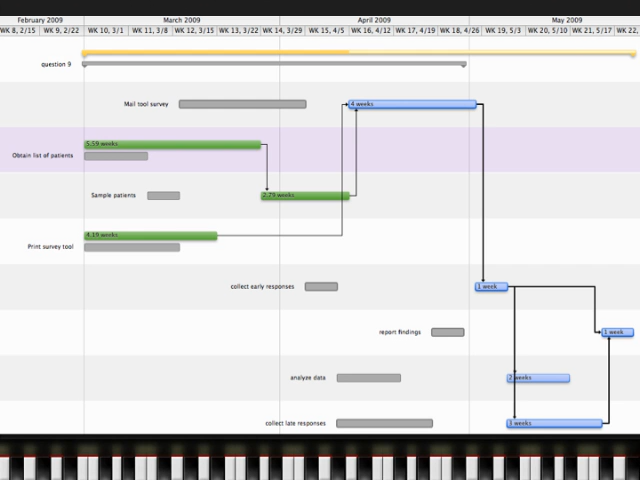 February 2009 March 2009 April 2009 May 2009
WK 8, 2/15 WK 9, 2/22 WK 10, 3/1 WK 11, 3/8 WK 12, 3/15 WK 13, 3/22 WK 14, 3/29 WK 15, 4/5 WK 16, 4/12 WK 17, 4/19 WK 18, 4/26 WK 19, 5/3 WK 20, 5/10 WK 21, 5/17 WK 22,
question 9
Mail tool survey 4 weeks
5.59 weeks
Obtain list of patients
Sample patients 2.79 weeks
4.19 weeks
Print survey tool
collect early responses 1 week
report findings 1 week
analyze data 2 weeks
collect late responses 3 weeks